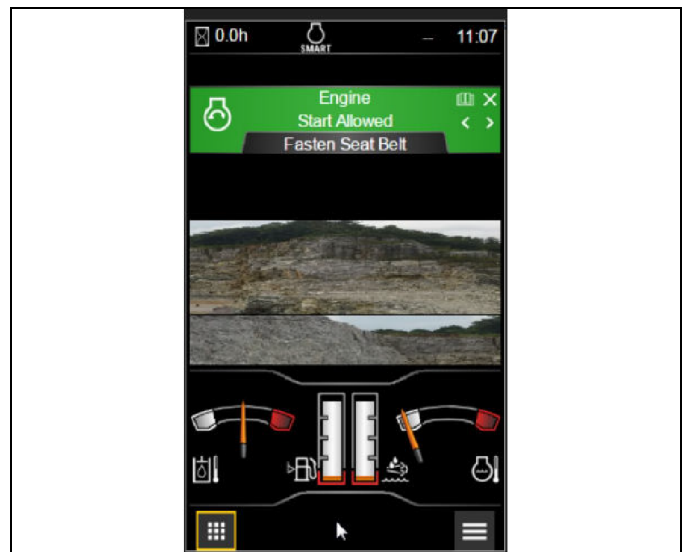 0.0h
SMART
11:07
Engine
Start Allowed
Fasten Seat Belt